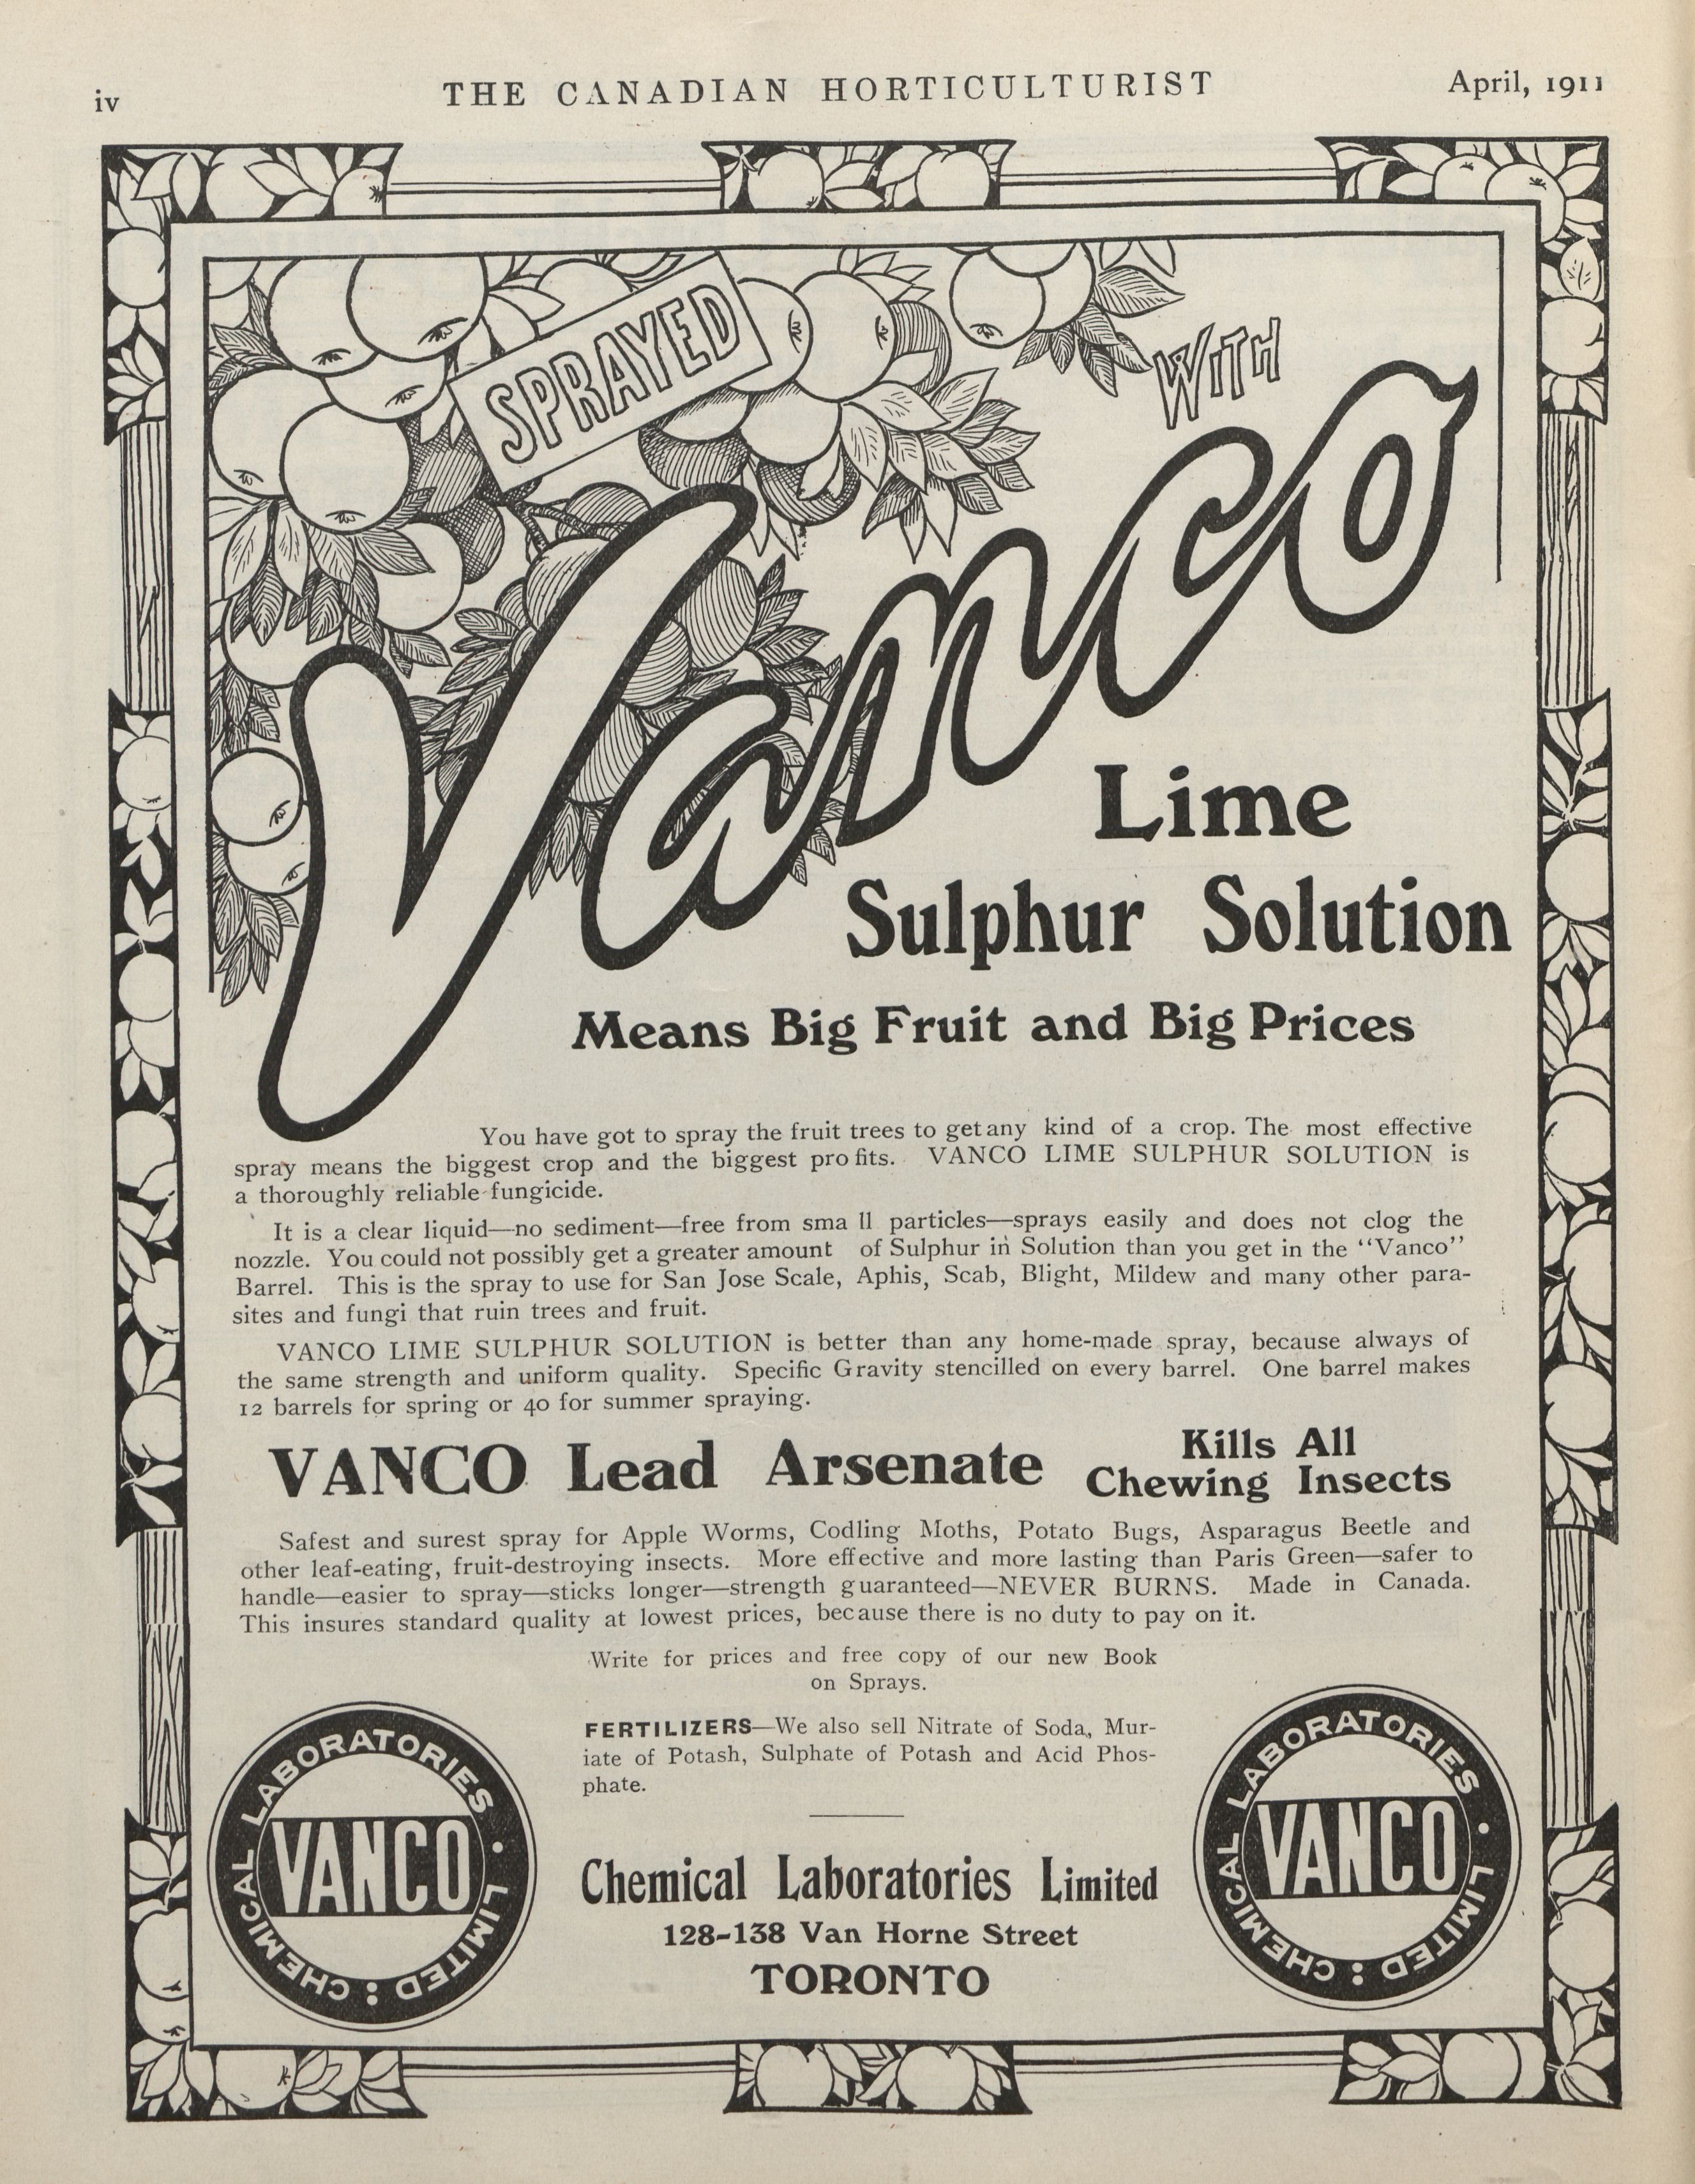 iv
THE CANADIAN HORTICULTURIST
April, 1911
SPRAYED
WITH
Vanco
Lime
Sulphur Solution
Means Big Fruit and Big Prices
You have got to spray the fruit trees to get any kind of a crop. The most effective
spray means the biggest crop and the biggest profits. VANCO LIME SULPHUR SOLUTION is
a thoroughly reliable fungicide.
It is a clear liquid—no sediment—free from sma ll particles—sprays easily and does not clog the
nozzle. You could not possibly get a greater amount of Sulphur in Solution than you get in the "Vanco"
Barrel. This is the spray to use for San Jose Scale, Aphis, Scab, Blight, Mildew and many other para-
sites and fungi that ruin trees and fruit.
VANCO LIME SULPHUR SOLUTION is better than any home-made spray, because always of
the same strength and uniform quality. Specific Gravity stencilled on every barrel. One barrel makes
12 barrels for spring or 40 for summer spraying.
VANCO Lead Arsenate
Kills All
Chewing Insects
Safest and surest spray for Apple Worms, Codling Moths, Potato Bugs, Asparagus Beetle and
other leaf-eating, fruit-destroying insects. More effective and more lasting than Paris Green—safer to
handle—easier to spray—sticks longer—strength guaranteed—NEVER BURNS. Made in Canada.
This insures standard quality at lowest prices, because there is no duty to pay on it.
Write for prices and free copy of our new Book
on Sprays.
FERTILIZERS—We also sell Nitrate of Soda, Mur-
iate of Potash, Sulphate of Potash and Acid Phos-
phate.
CHEMICAL LABORATORIES · LIMITED :
VANCO
Chemical Laboratories Limited
128-138 Van Horne Street
TORONTO
CHEMICAL LABORATORIES · LIMITED :
VANCO